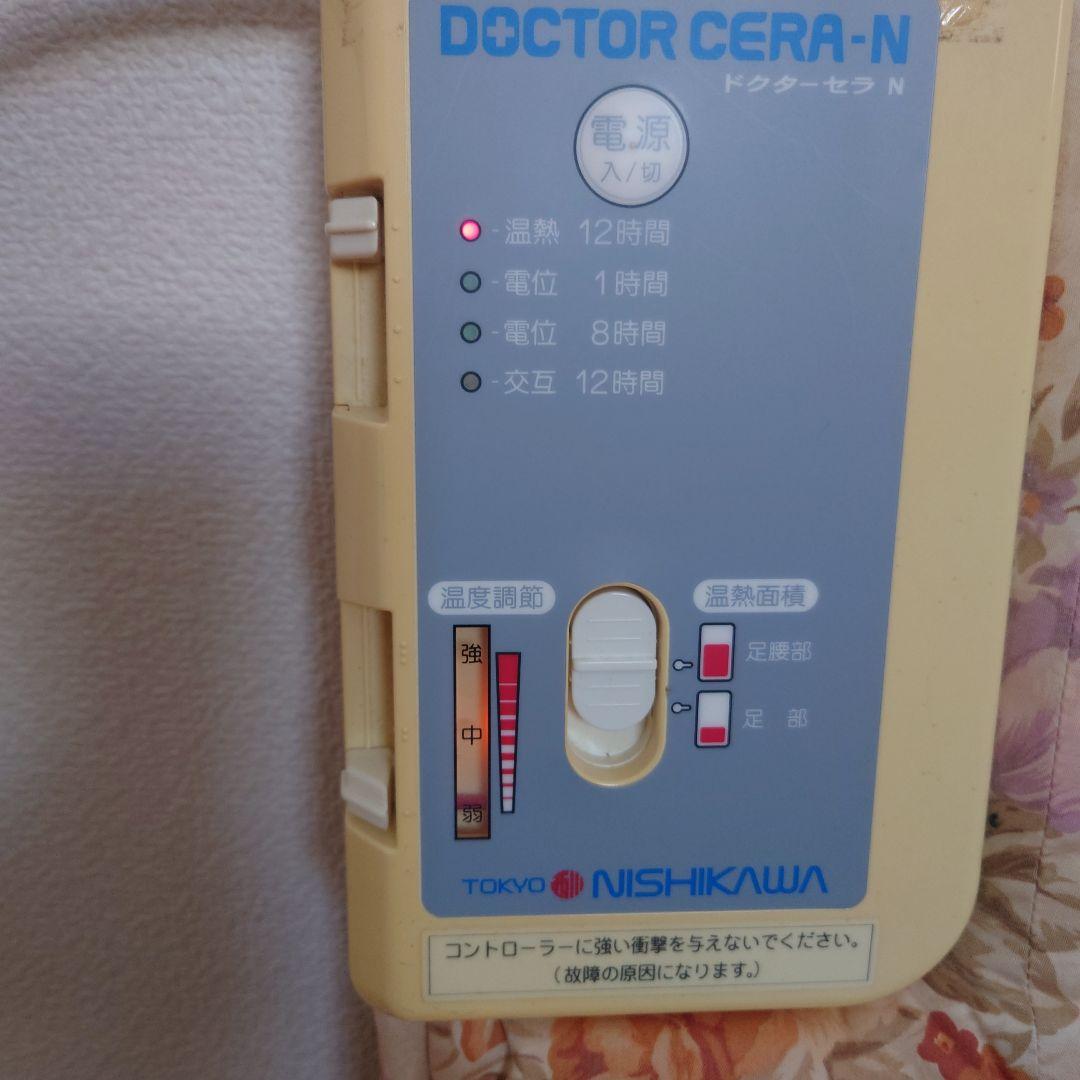 DOCTOR CERA-N
ドクターセラ N
電源
入/切
-温熱 12時間
-電位 1時間
-電位 8時間
-交互 12時間
温度調節
温熱面積
強
足腰部
中
足 部
弱
TOKYO NISHIKAWA
コントローラーに強い衝撃を与えないでください。
(故障の原因になります。)